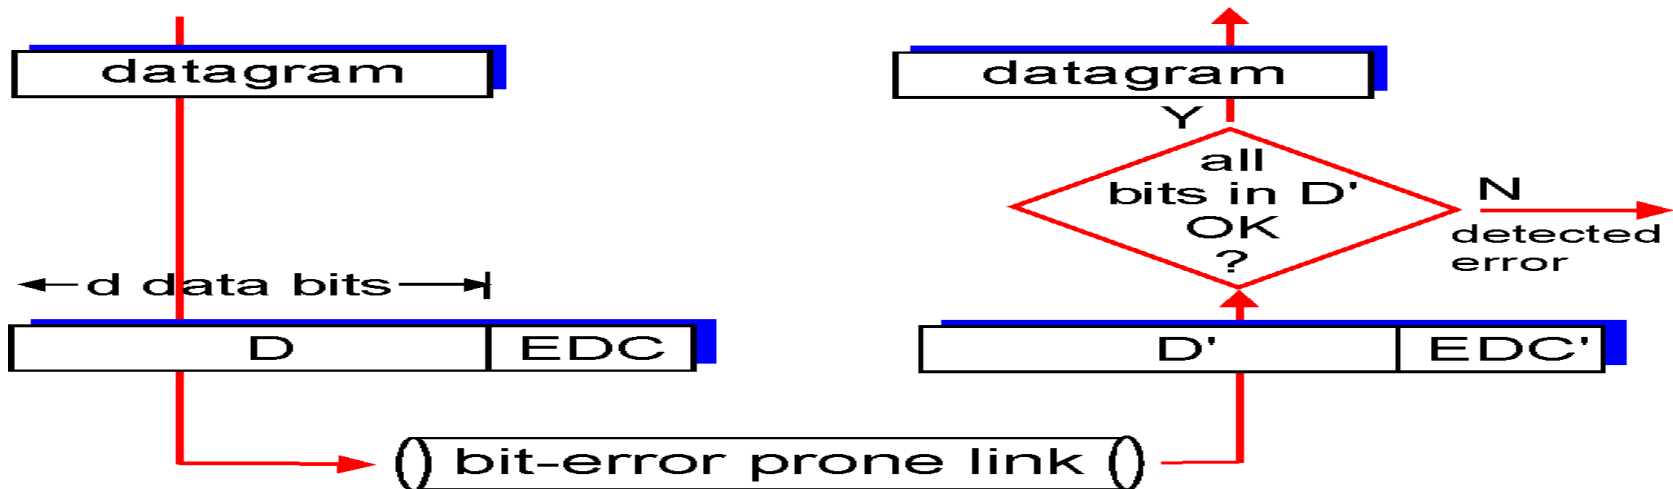 datagram
d data bits
D EDC
() bit-error prone link ()
datagram
Y
all
bits in D'
OK
?
N
detected
error
D' EDC'